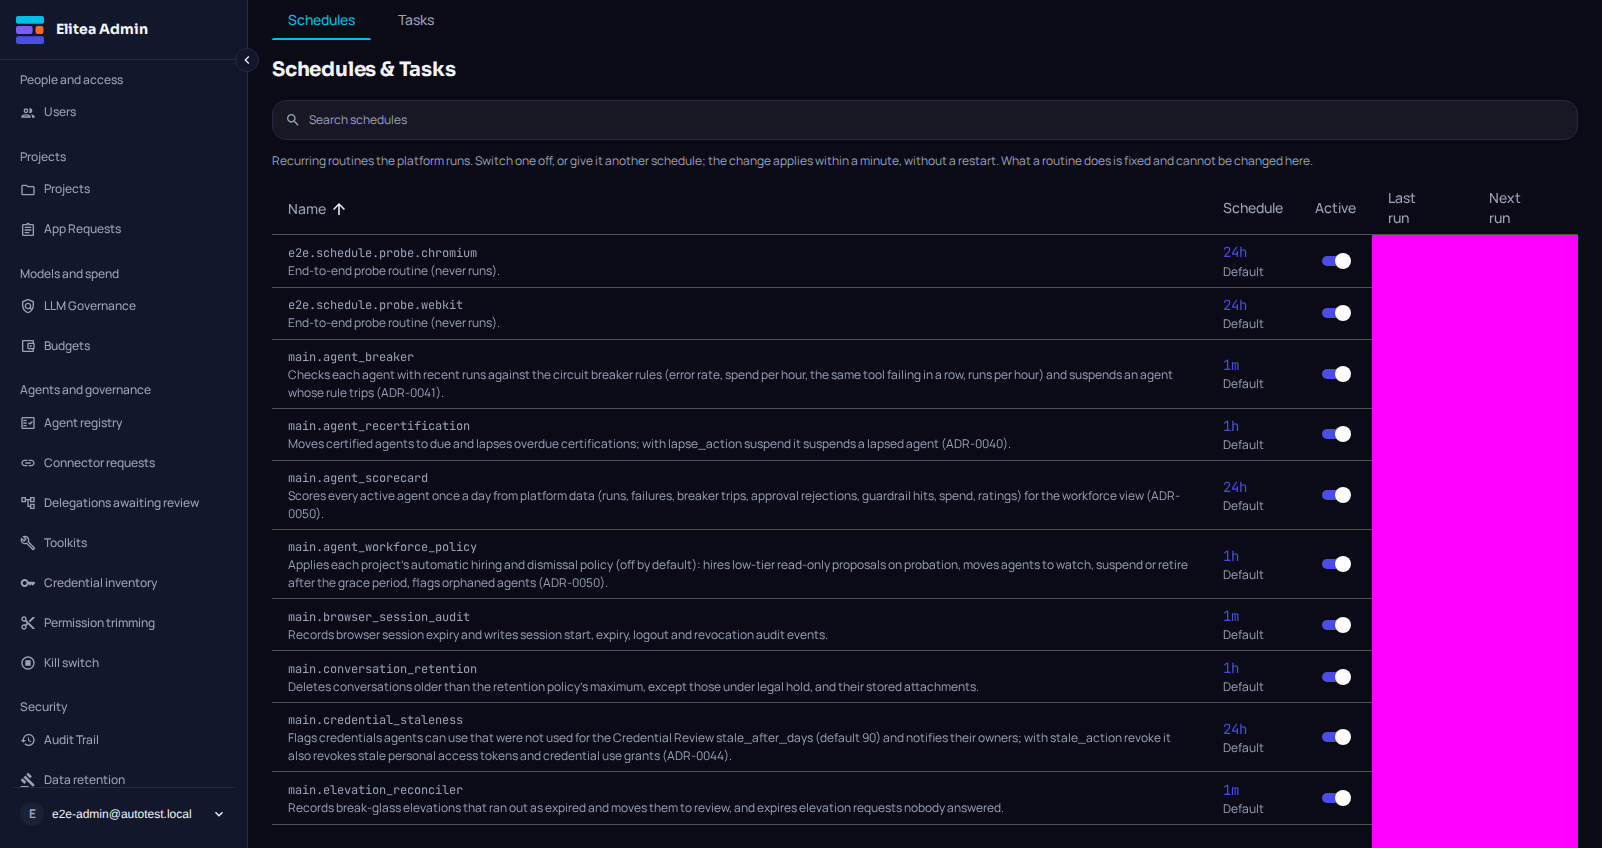 Elitea Admin
People and access
Users
Projects
Projects
App Requests
Models and spend
LLM Governance
Budgets
Agents and governance
Agent registry
Connector requests
Delegations awaiting review
Toolkits
Credential inventory
Permission trimming
Kill switch
Security
Audit Trail
Data retention
E e2e-admin@autotest.local
Schedules Tasks
Schedules & Tasks
Search schedules
Recurring routines the platform runs. Switch one off, or give it another schedule; the change applies within a minute, without a restart. What a routine does is fixed and cannot be changed here.
Name Schedule Active Last run Next run
e2e.schedule.probe.chromium
End-to-end probe routine (never runs).
24h
Default
e2e.schedule.probe.webkit
End-to-end probe routine (never runs).
24h
Default
main.agent_breaker
Checks each agent with recent runs against the circuit breaker rules (error rate, spend per hour, the same tool failing in a row, runs per hour) and suspends an agent
whose rule trips (ADR-0041).
1m
Default
main.agent_recertification
Moves certified agents to due and lapses overdue certifications; with lapse_action suspend it suspends a lapsed agent (ADR-0040).
1h
Default
main.agent_scorecard
Scores every active agent once a day from platform data (runs, failures, breaker trips, approval rejections, guardrail hits, spend, ratings) for the workforce view (ADR-
0050).
24h
Default
main.agent_workforce_policy
Applies each project's automatic hiring and dismissal policy (off by default): hires low-tier read-only proposals on probation, moves agents to watch, suspend or retire
after the grace period, flags orphaned agents (ADR-0050).
1h
Default
main.browser_session_audit
Records browser session expiry and writes session start, expiry, logout and revocation audit events.
1m
Default
main.conversation_retention
Deletes conversations older than the retention policy's maximum, except those under legal hold, and their stored attachments.
1h
Default
main.credential_staleness
Flags credentials agents can use that were not used for the Credential Review stale_after_days (default 90) and notifies their owners; with stale_action revoke it
also revokes stale personal access tokens and credential use grants (ADR-0044).
24h
Default
main.elevation_reconciler
Records break-glass elevations that ran out as expired and moves them to review, and expires elevation requests nobody answered.
1m
Default